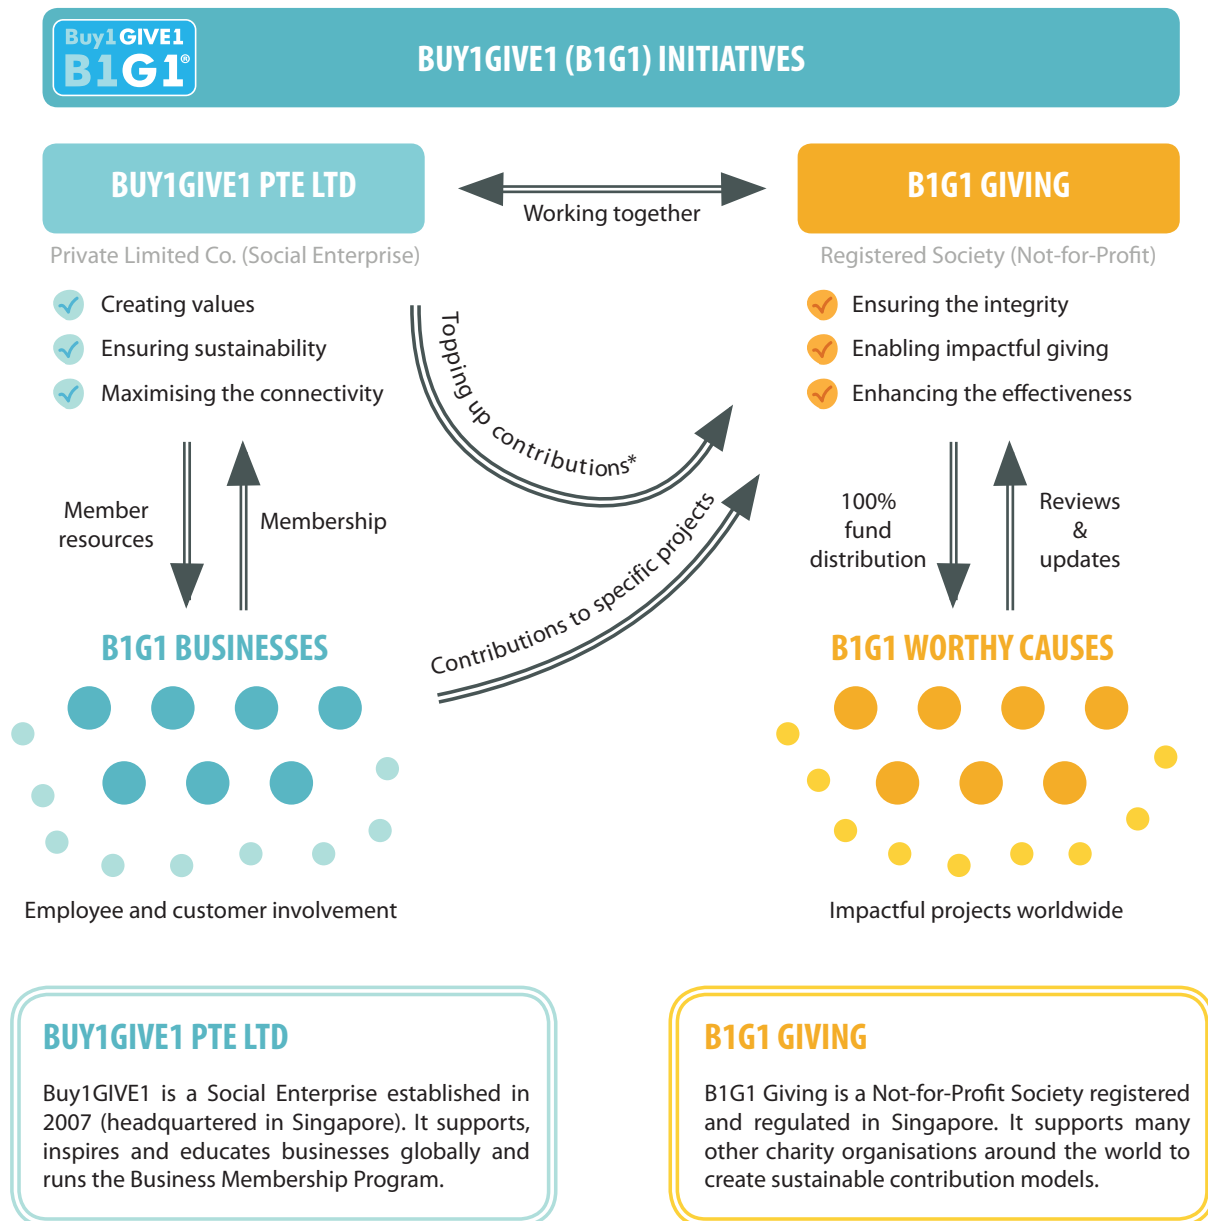 Buy1GIVE1
B1G1®
BUY1GIVE1 (B1G1) INITIATIVES
BUY1GIVE1 PTE LTD
Working together
B1G1 GIVING
Private Limited Co. (Social Enterprise)
Creating values
Ensuring sustainability
Maximising the connectivity
Registered Society (Not-for-Profit)
Ensuring the integrity
Enabling impactful giving
Enhancing the effectiveness
Topping up contributions*
Member
resources
Membership
Contributions to specific projects
100%
fund
distribution
Reviews
&
updates
B1G1 BUSINESSES
Employee and customer involvement
B1G1 WORTHY CAUSES
Impactful projects worldwide
BUY1GIVE1 PTE LTD
Buy1GIVE1 is a Social Enterprise established in
2007 (headquartered in Singapore). It supports,
inspires and educates businesses globally and
runs the Business Membership Program.
B1G1 GIVING
B1G1 Giving is a Not-for-Profit Society registered
and regulated in Singapore. It supports many
other charity organisations around the world to
create sustainable contribution models.